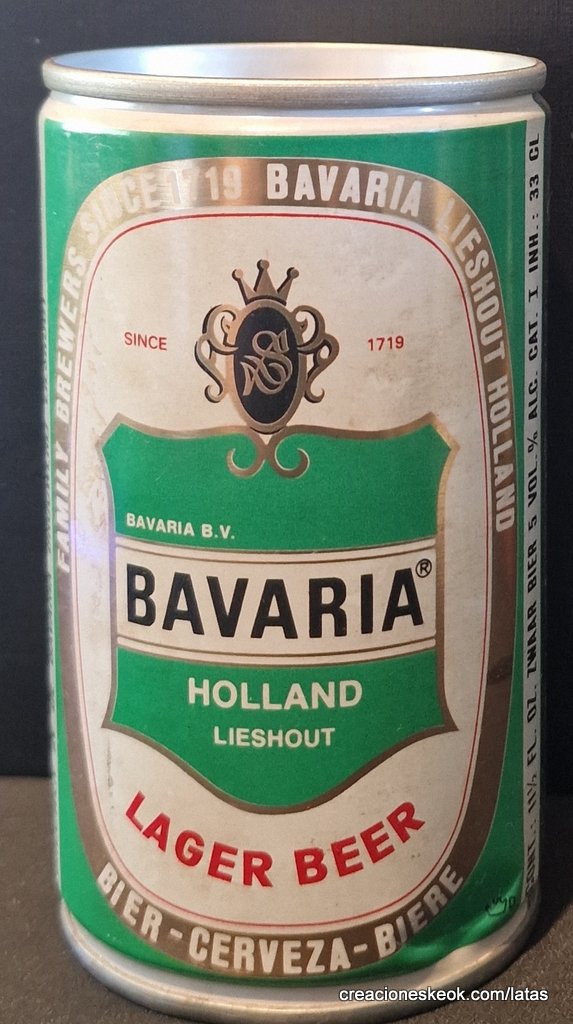 FAMILY BREWERS SINCE 1719 BAVARIA LIESHOUT HOLLAND
SINCE 1719
BAVARIA B.V.
BAVARIA®
HOLLAND
LIESHOUT
LAGER BEER
BIER-CERVEZA-BIERE
CONT.: 11½ FL. OZ. ZWAAR BIER 5 VOL.% ALC. CAT. I INH.: 33 CL
creacioneskeok.com/latas